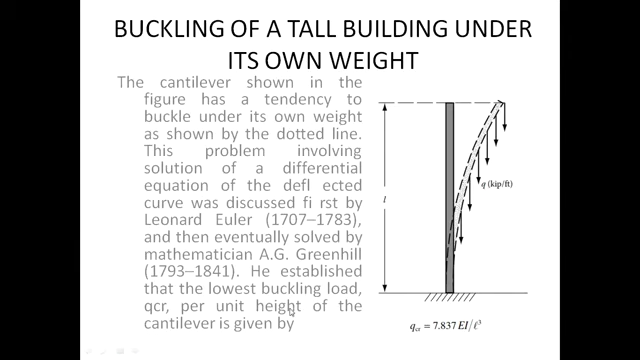 BUCKLING OF A TALL BUILDING UNDER
ITS OWN WEIGHT
The cantilever shown in the
figure has a tendency to
buckle under its own weight
as shown by the dotted line.
This problem involving
solution of a differential
equation of the defl ected
curve was discussed fi rst by
Leonard Euler (1707–1783),
and then eventually solved by
mathematician A.G. Greenhill
(1793–1841). He established
that the lowest buckling load,
qcr, per unit height of the
cantilever is given by
q (kip/ft)
ℓ
q_cr = 7.837 EI/ℓ³